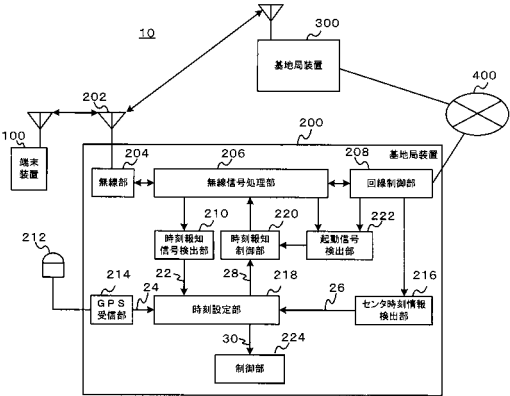 10
300
基地局装置
400
202
100
端末
装置
200
基地局装置
204
無線部
206
無線信号処理部
208
回線制御部
210
時刻報知
信号検出部
220
時刻報知
制御部
222
起動信号
検出部
212
22
28
214
GPS
受信部
24
218
時刻設定部
26
216
センタ時刻情報
検出部
30
224
制御部